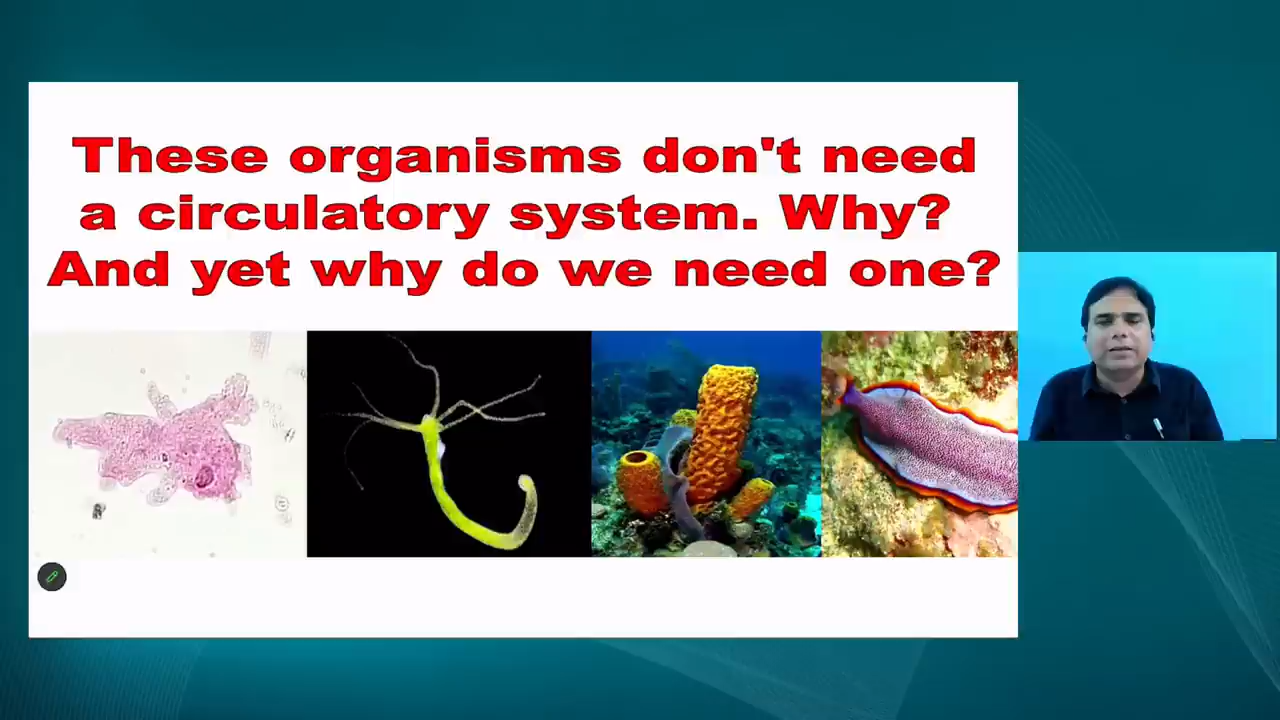 These organisms don't need
a circulatory system. Why?
And yet why do we need one?